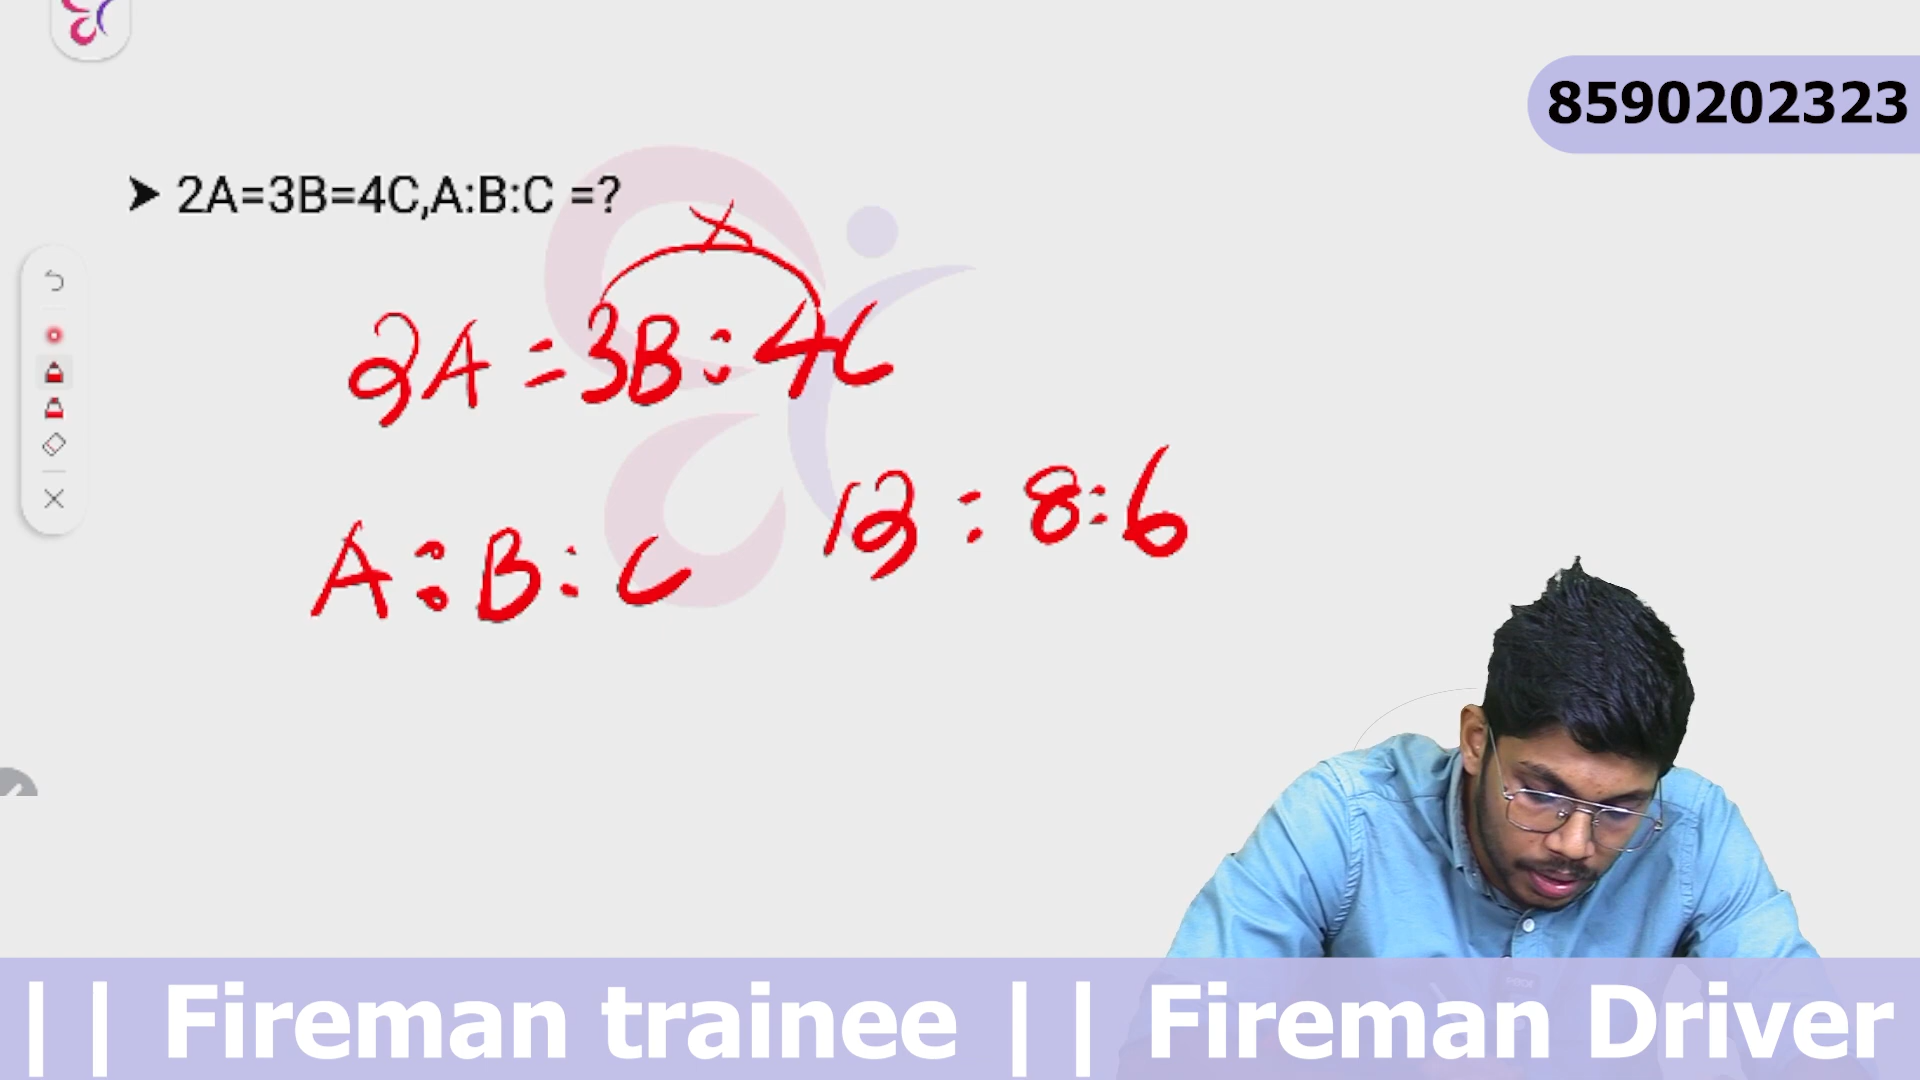 8590202323
➤ 2A=3B=4C,A:B:C =?
x
2A = 3B = 4C
12 : 8 : 6
A : B : C
|| Fireman trainee || Fireman Driver